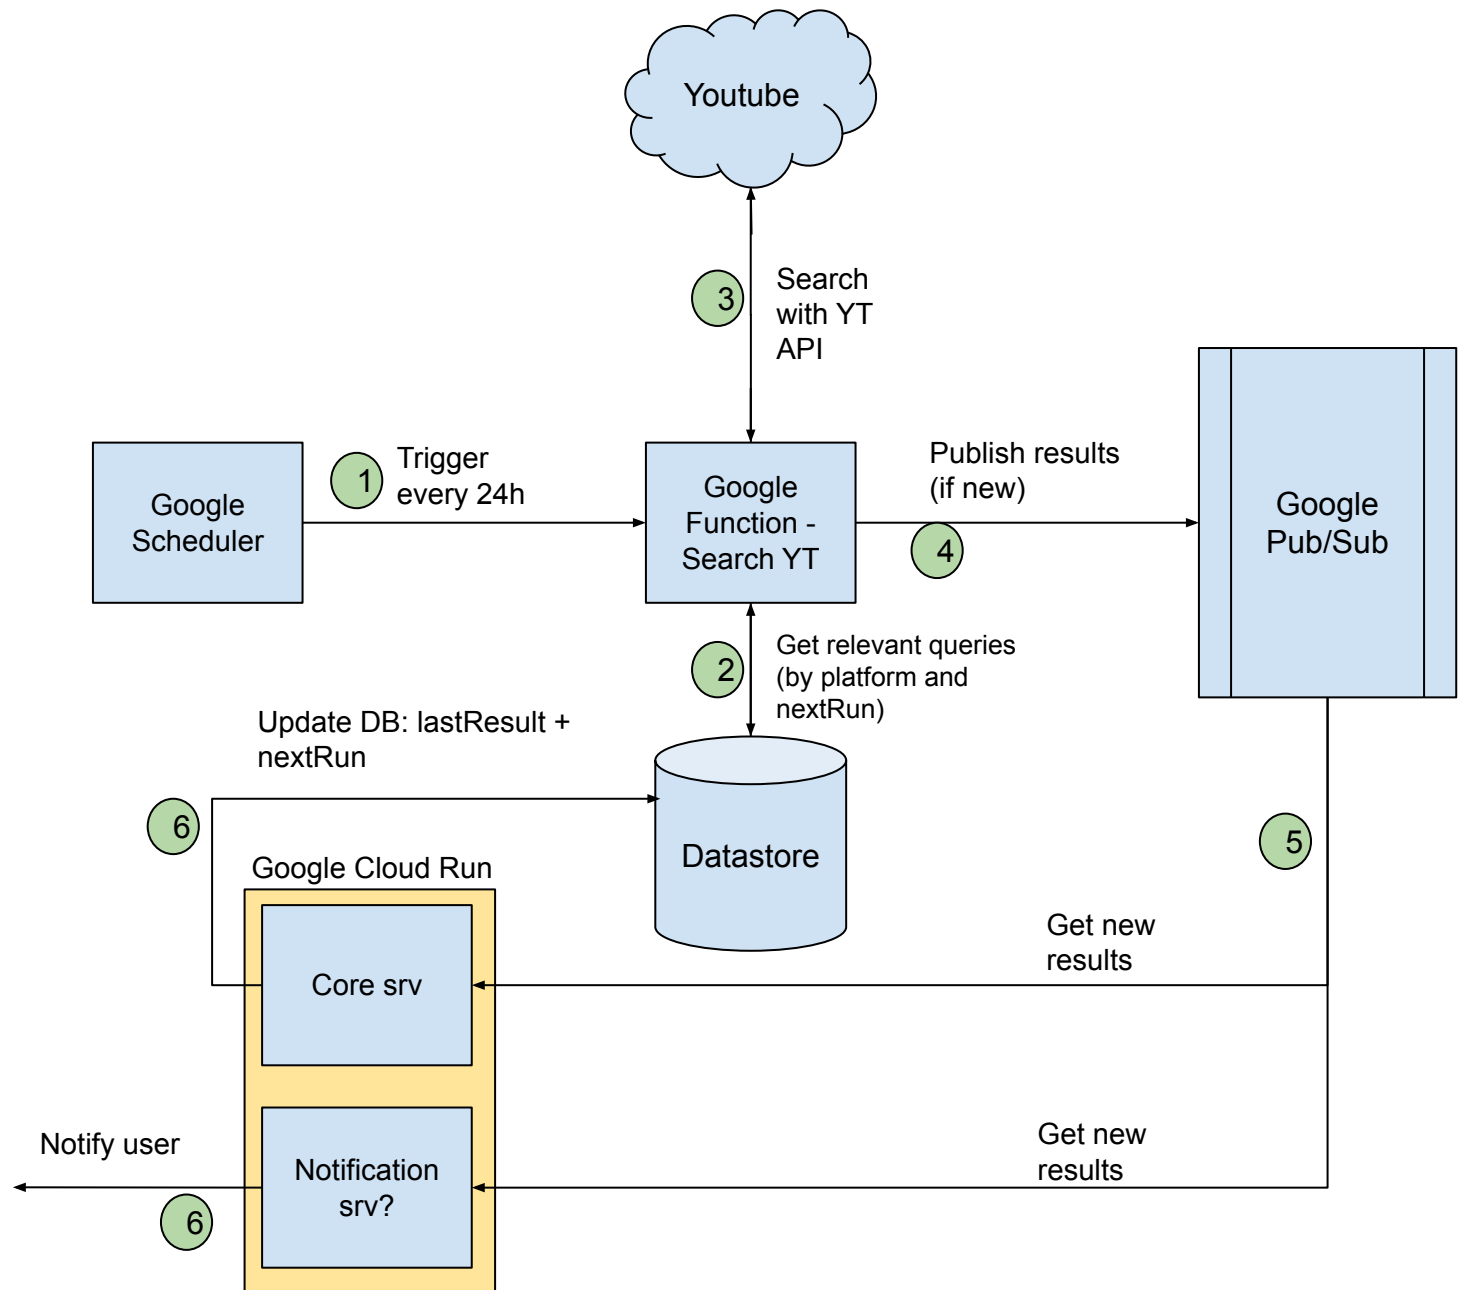 Youtube
3
Search
with YT
API
Google
Scheduler
1
Trigger
every 24h
Google
Function -
Search YT
Publish results
(if new)
4
Google
Pub/Sub
2
Get relevant queries
(by platform and
nextRun)
Update DB: lastResult +
nextRun
6
Datastore
5
Google Cloud Run
Core srv
Get new
results
Notify user
6
Notification
srv?
Get new
results